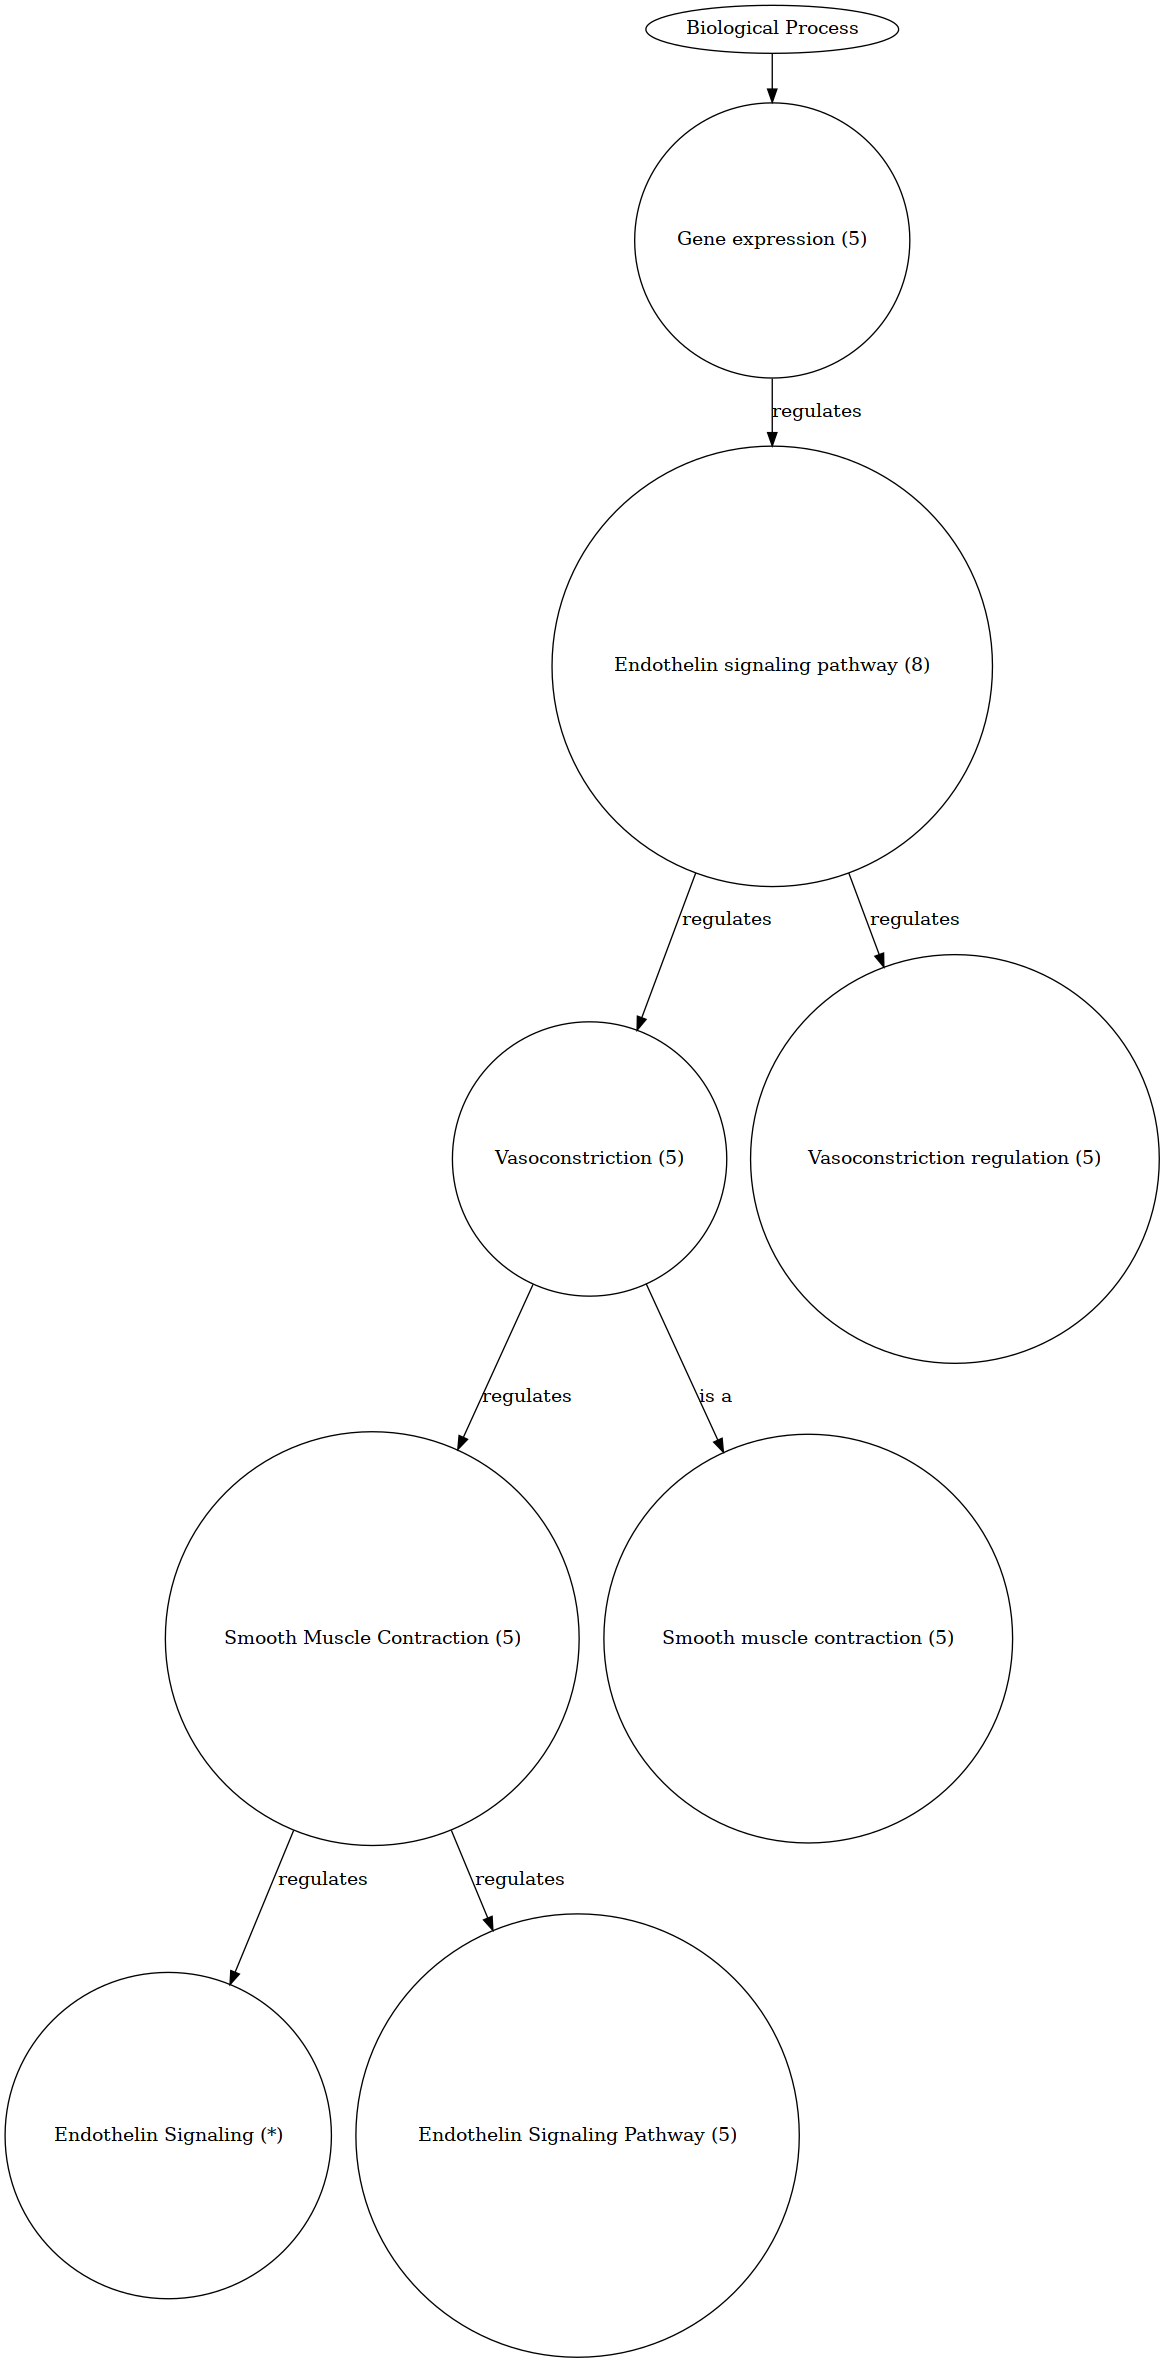 Biological Process
Gene expression (5)
regulates
Endothelin signaling pathway (8)
regulates
regulates
Vasoconstriction (5)
Vasoconstriction regulation (5)
regulates
is a
Smooth Muscle Contraction (5)
Smooth muscle contraction (5)
regulates
regulates
Endothelin Signaling (*)
Endothelin Signaling Pathway (5)